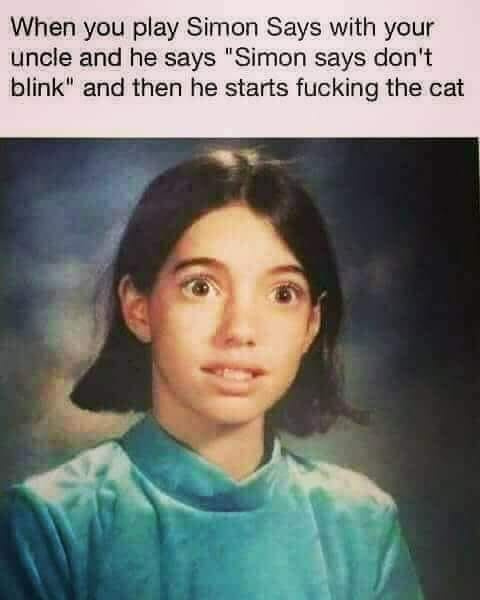 When you play Simon Says with your
uncle and he says "Simon says don't
blink" and then he starts fucking the cat